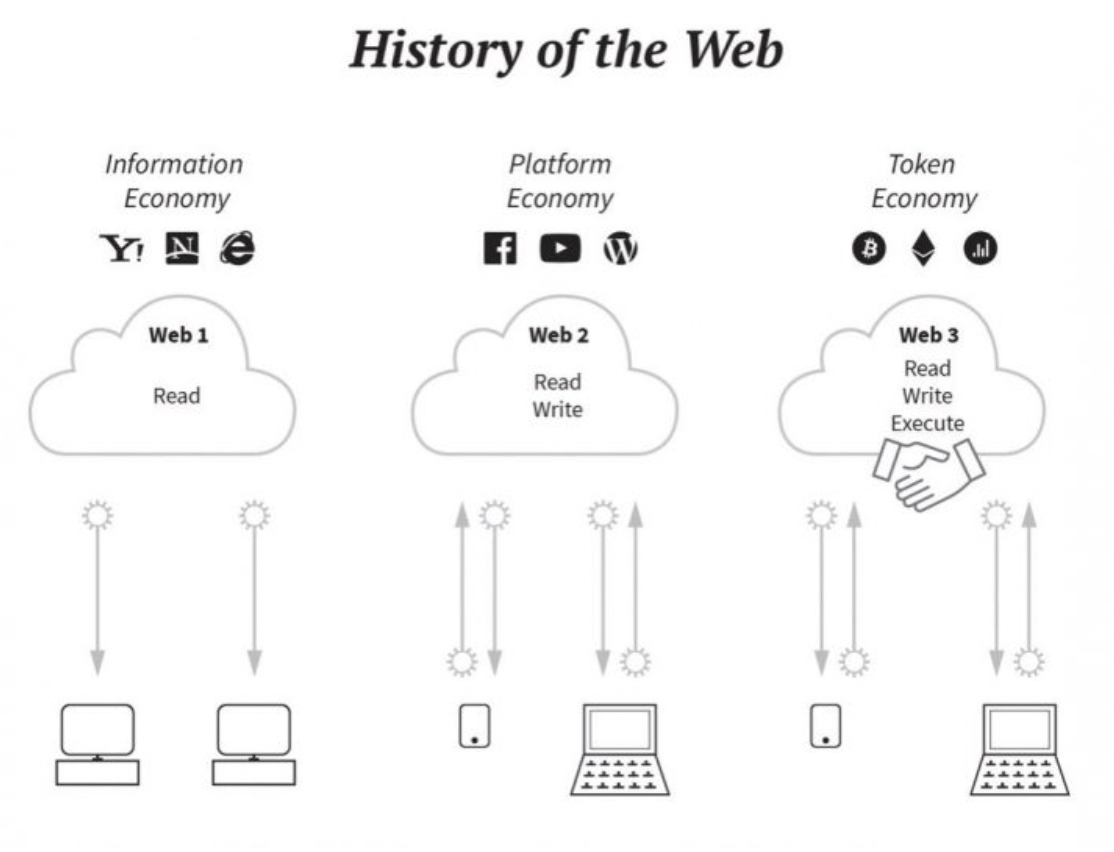 History of the Web
Information
Economy
Y!
N
e
Platform
Economy
f
W
Token
Economy
₿
Web 1
Read
Web 2
Read
Write
Web 3
Read
Write
Execute